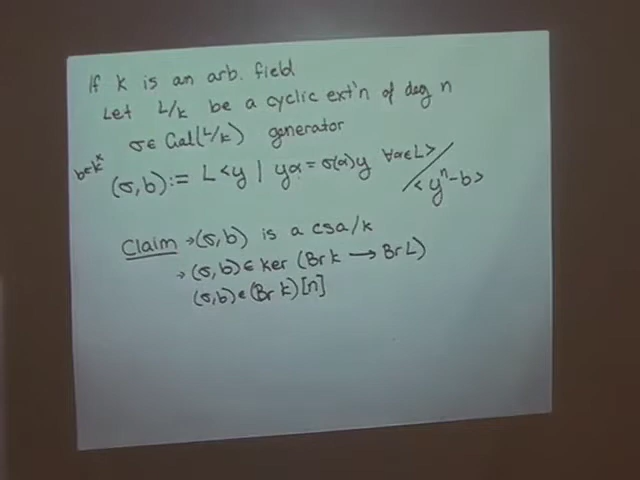 If k is an arb. field
Let L/k be a cyclic ext'n of deg n
σ ∈ Gal(L/k) generator
b∈k^x (σ,b) := L<y | yα = σ(α)y ∀α∈L> / <y^n - b>
Claim → (σ,b) is a csa/k
→ (σ,b) ∈ ker (Br k → Br L)
(σ,b) ∈ (Br k)[n]